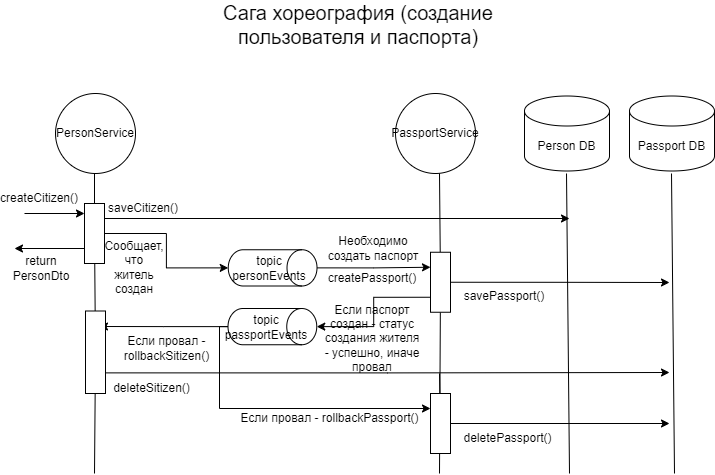 Сага хореография (создание
пользователя и паспорта)
PersonService
PassportService
Person DB
Passport DB
createCitizen()
saveCitizen()
return
PersonDto
Сообщает,
что
житель
создан
topic
personEvents
Необходимо
создать паспорт
createPassport()
savePassport()
topic
passportEvents
Если паспорт
создан - статус
создания жителя
- успешно, иначе
провал
Если провал -
rollbackSitizen()
deleteSitizen()
Если провал - rollbackPassport()
deletePassport()